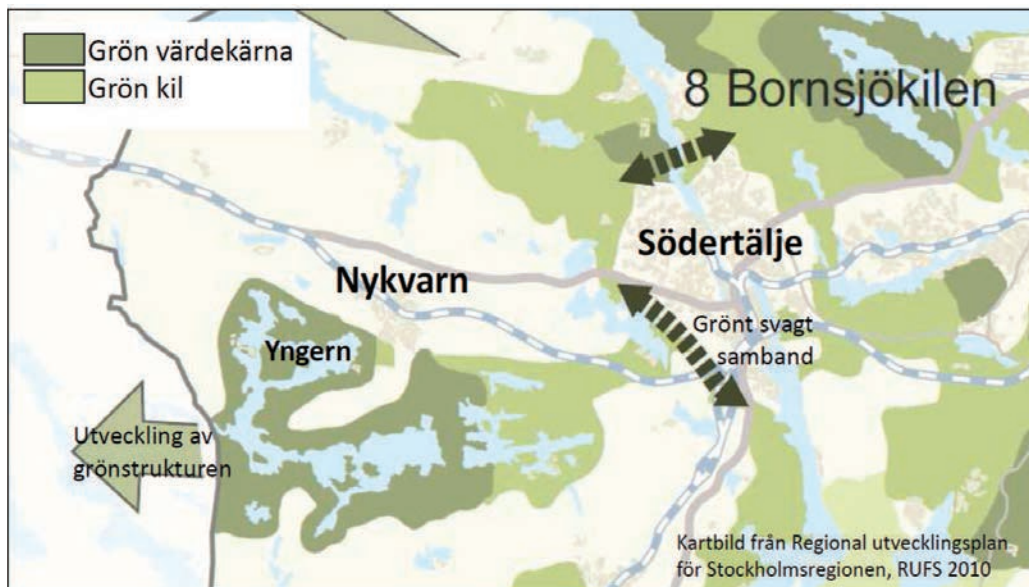 Grön värdekärna
Grön kil
8 Bornsjökilen
Södertälje
Nykvarn
Grönt svagt
samband
Yngern
Utveckling av
grönstrukturen
Kartbild från Regional utvecklingsplan
för Stockholmsregionen, RUFS 2010